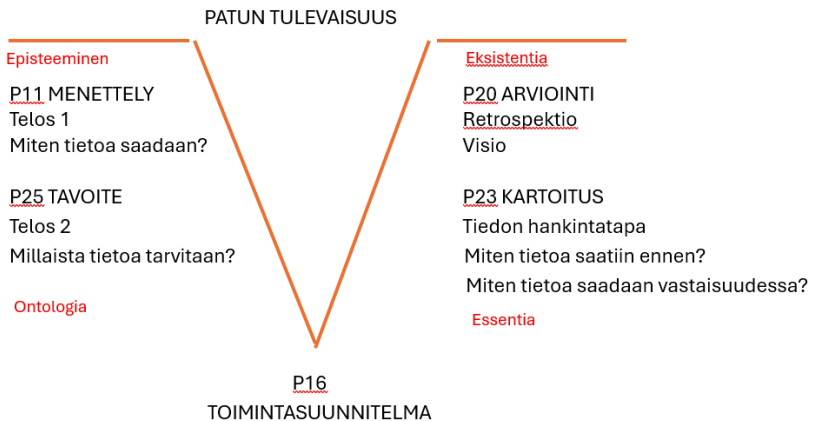 PATUN TULEVAISUUS
Episteeminen
P11 MENETTELY
Telos 1
Miten tietoa saadaan?
P25 TAVOITE
Telos 2
Millaista tietoa tarvitaan?
Ontologia
Eksistentia
P20 ARVIOINTI
Retrospektio
Visio
P23 KARTOITUS
Tiedon hankintatapa
Miten tietoa saatiin ennen?
Miten tietoa saadaan vastaisuudessa?
Essentia
P16
TOIMINTASUUNNITELMA